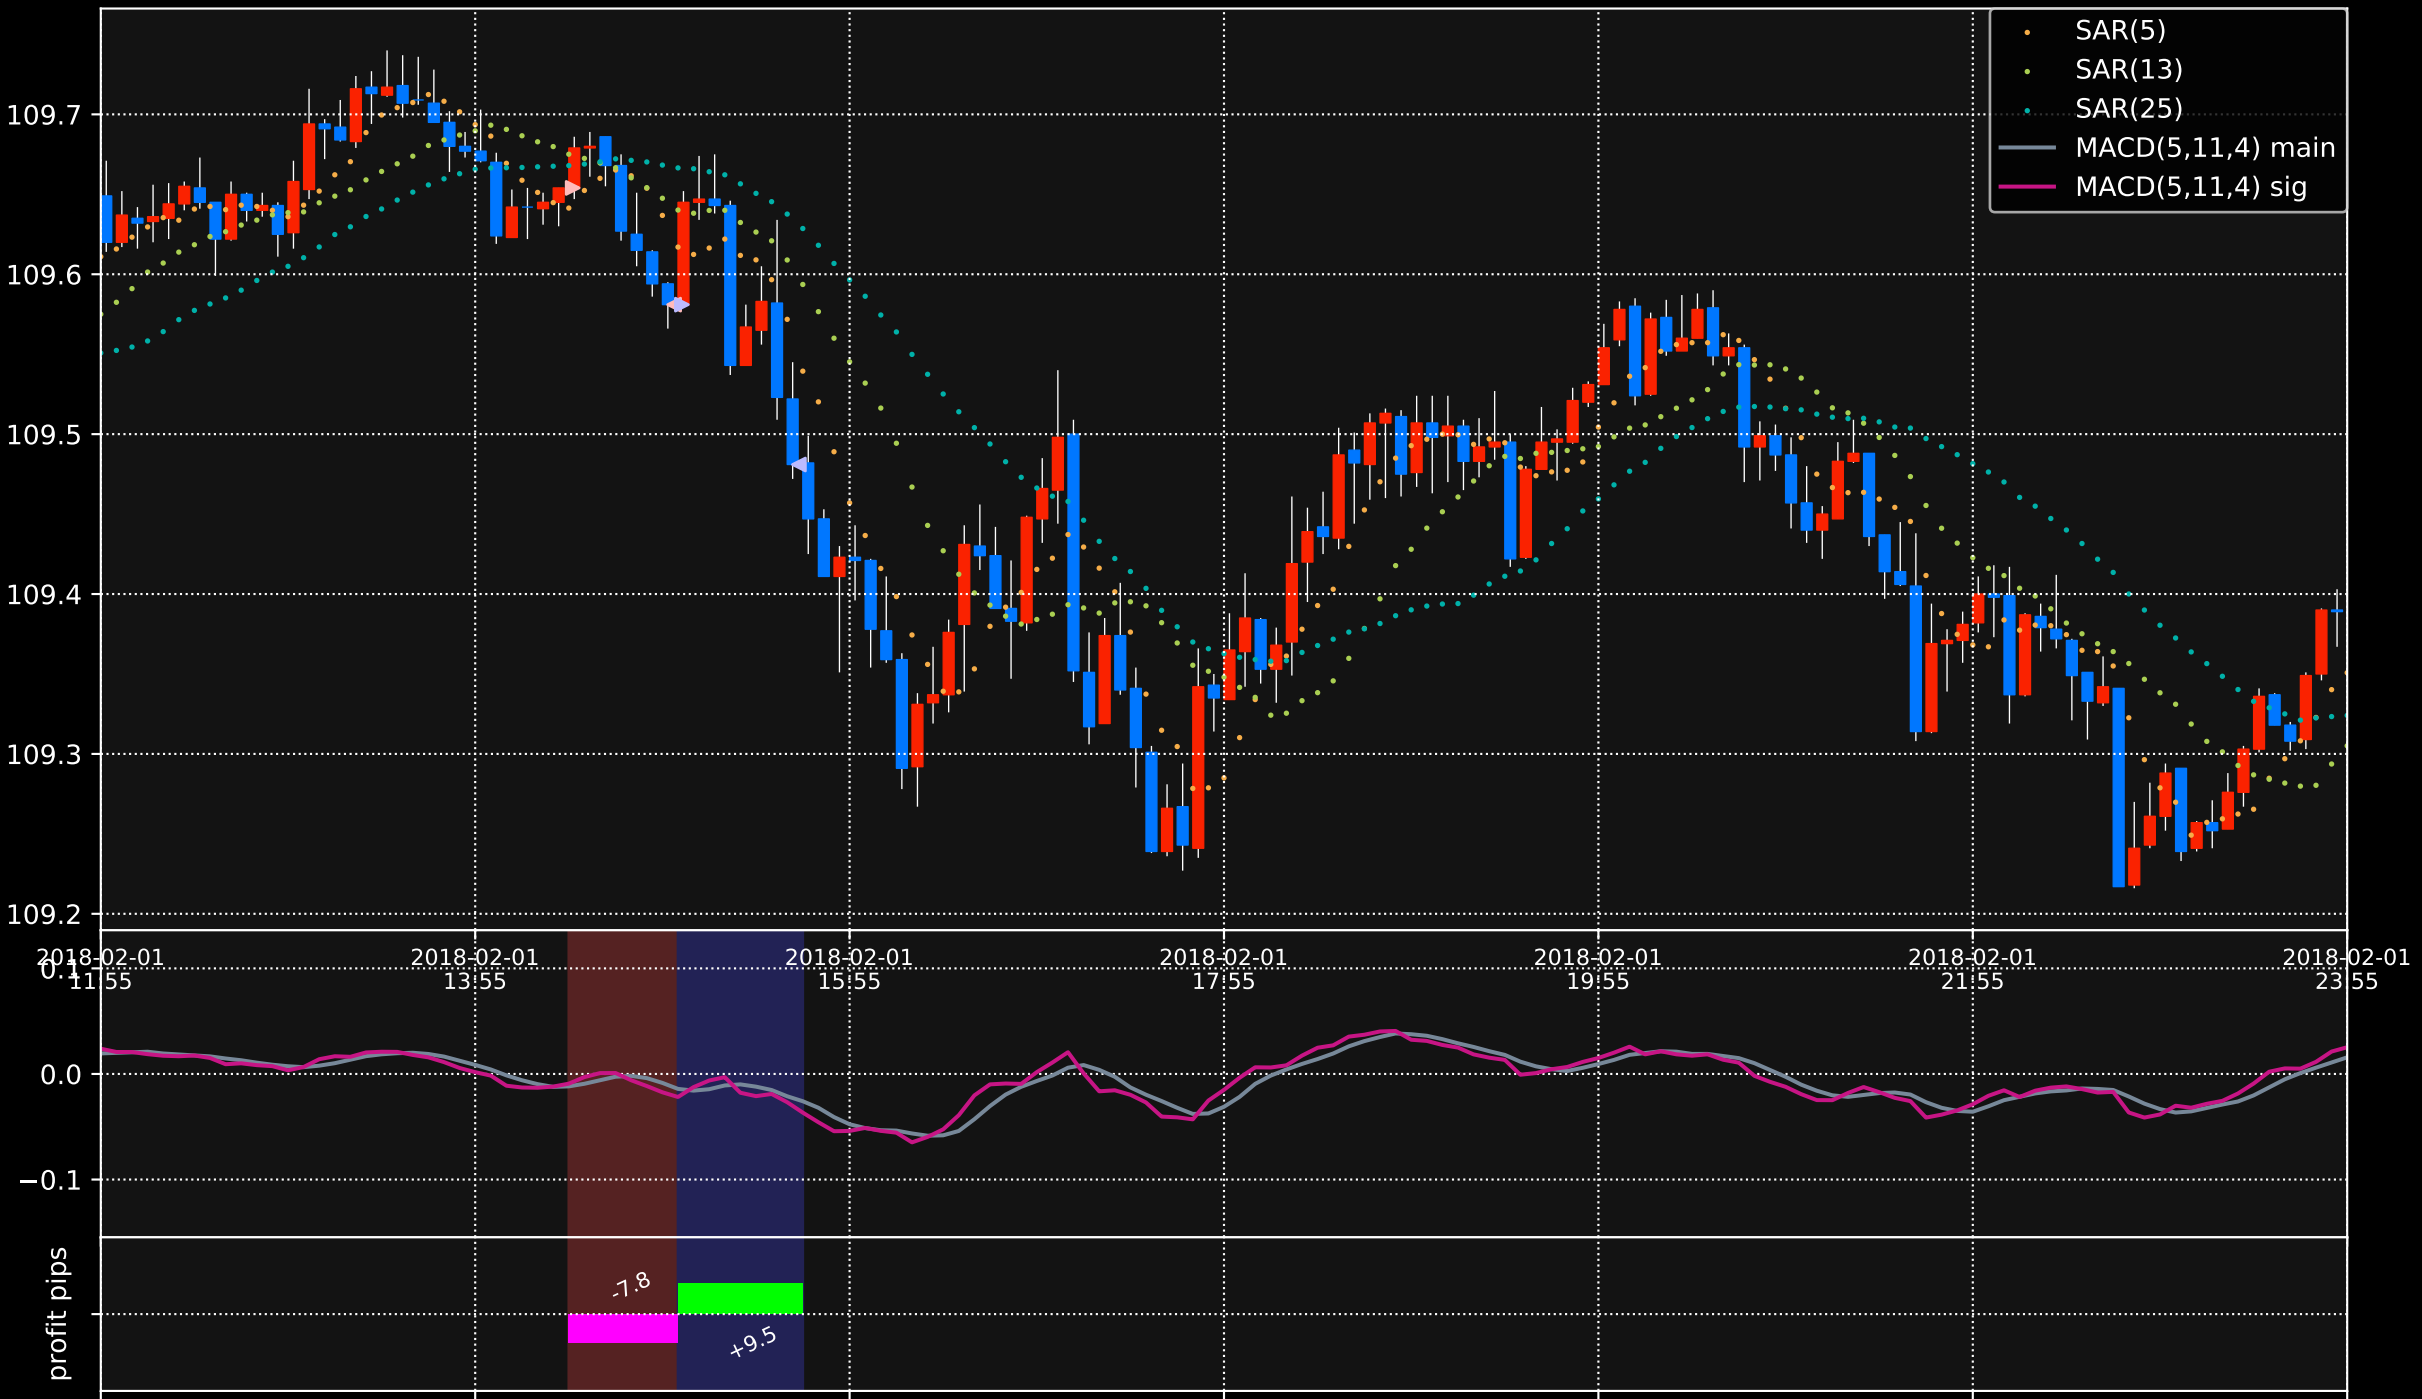 SAR(5)
SAR(13)
SAR(25)
MACD(5,11,4) main
MACD(5,11,4) sig
109.7
109.6
109.5
109.4
109.3
109.2
2018-02-01 2018-02-01 2018-02-01 2018-02-01 2018-02-01 2018-02-01 2018-02-01
11:55 13:55 15:55 17:55 19:55 21:55 23:55
0.1
0.0
−0.1
profit pips
-7.8
+9.5